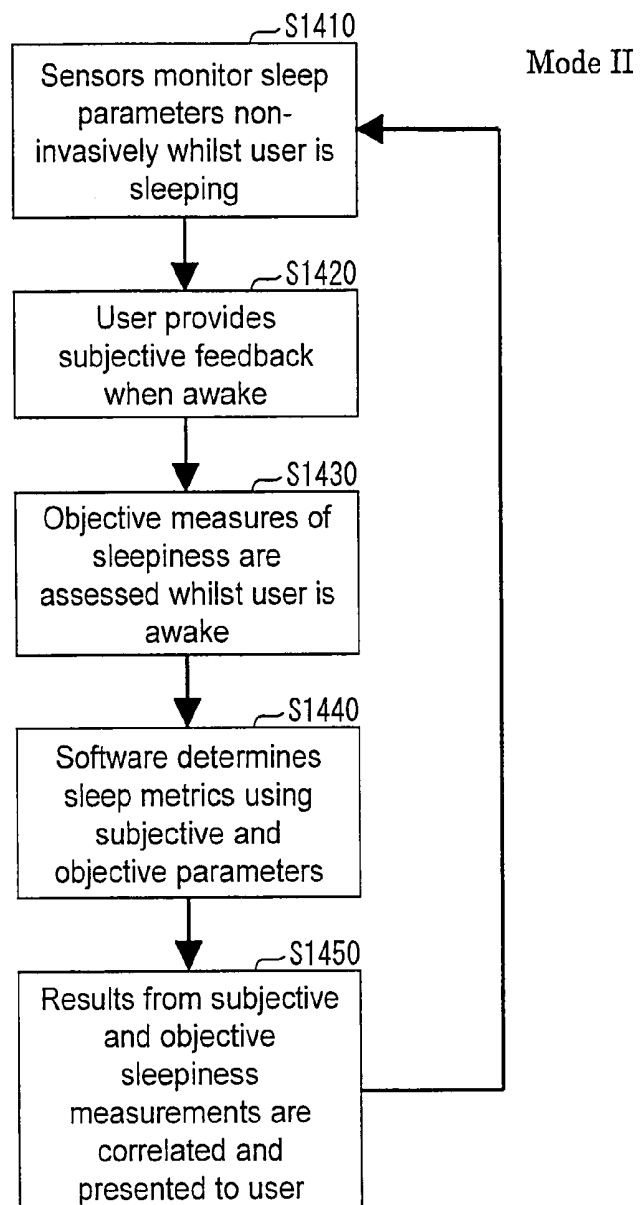 S1410
Mode II
Sensors monitor sleep
parameters non-
invasively whilst user is
sleeping
S1420
User provides
subjective feedback
when awake
S1430
Objective measures of
sleepiness are
assessed whilst user is
awake
S1440
Software determines
sleep metrics using
subjective and
objective parameters
S1450
Results from subjective
and objective
sleepiness
measurements are
correlated and
presented to user